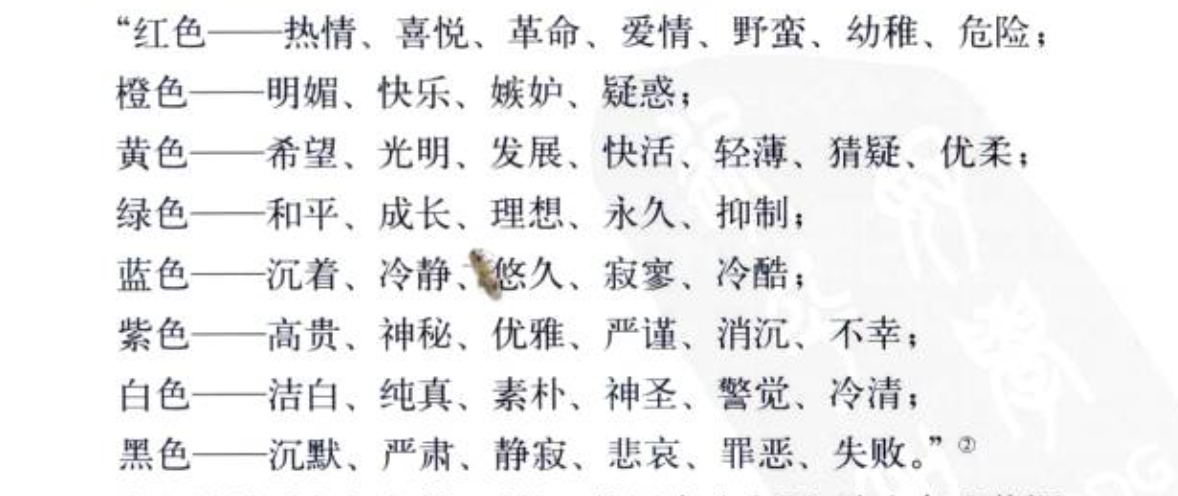 “红色——热情、喜悦、革命、爱情、野蛮、幼稚、危险；
橙色——明媚、快乐、嫉妒、疑惑；
黄色——希望、光明、发展、快活、轻薄、猜疑、优柔；
绿色——和平、成长、理想、永久、抑制；
蓝色——沉着、冷静、悠久、寂寥、冷酷；
紫色——高贵、神秘、优雅、严谨、消沉、不幸；
白色——洁白、纯真、素朴、神圣、警觉、冷清；
黑色——沉默、严肃、静寂、悲哀、罪恶、失败。”②